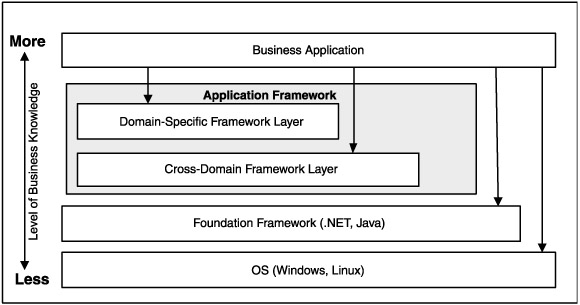 More
Business Application
Application Framework
Domain-Specific Framework Layer
Cross-Domain Framework Layer
Level of Business Knowledge
Foundation Framework (.NET, Java)
OS (Windows, Linux)
Less